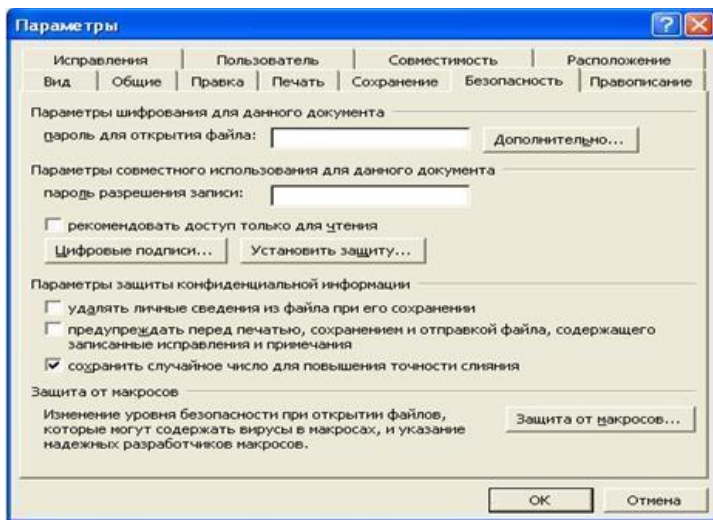 Параметры
Исправления Пользователь Совместимость Расположение
Вид Общие Правка Печать Сохранение Безопасность Правописание
Параметры шифрования для данного документа
пароль для открытия файла: Дополнительно...
Параметры совместного использования для данного документа
пароль разрешения записи:
рекомендовать доступ только для чтения
Цифровые подписи... Установить защиту...
Параметры защиты конфиденциальной информации
удалять личные сведения из файла при его сохранении
предупреждать перед печатью, сохранением и отправкой файла, содержащего
записанные исправления и примечания
сохранить случайное число для повышения точности слияния
Защита от макросов
Изменение уровня безопасности при открытии файлов,
которые могут содержать вирусы в макросах, и указание
надежных разработчиков макросов.
Защита от макросов...
ОК Отмена